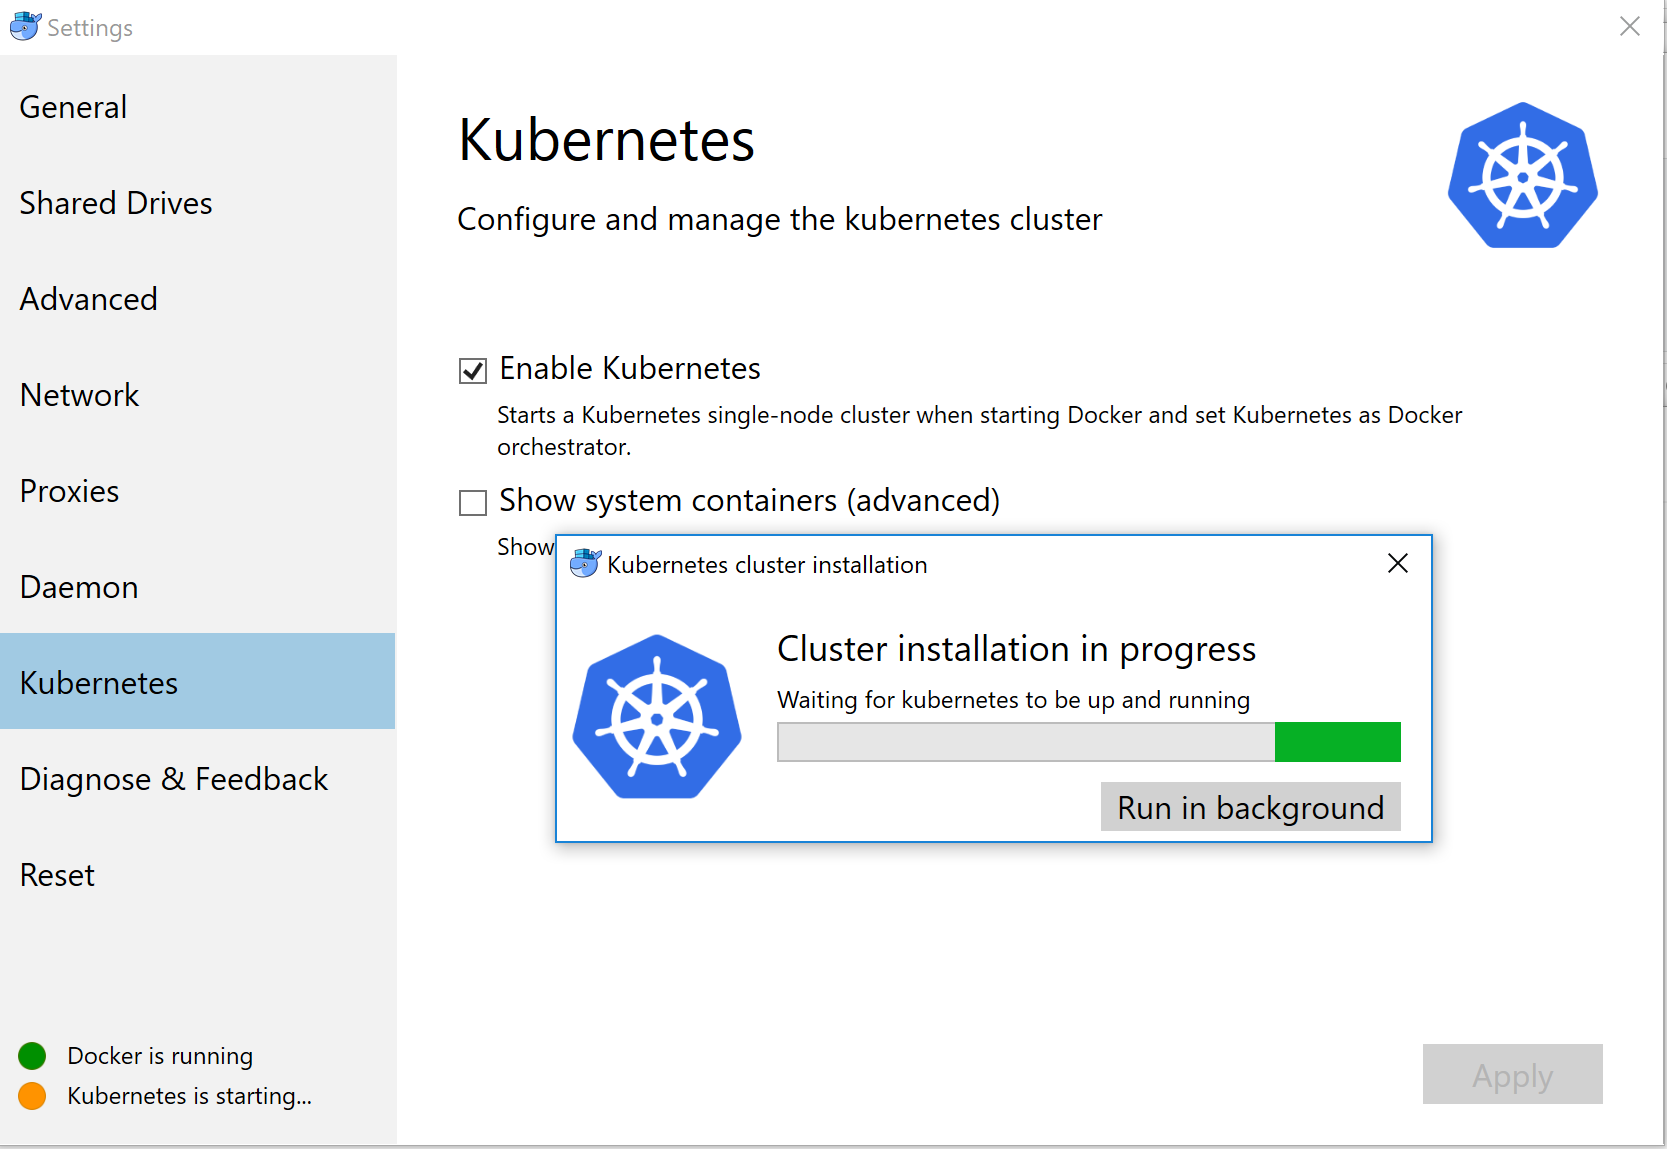 Settings
General
Shared Drives
Advanced
Network
Proxies
Daemon
Kubernetes
Diagnose & Feedback
Reset
Docker is running
Kubernetes is starting...
Kubernetes
Configure and manage the kubernetes cluster
Enable Kubernetes
Starts a Kubernetes single-node cluster when starting Docker and set Kubernetes as Docker
orchestrator.
Show system containers (advanced)
Show
Kubernetes cluster installation
Cluster installation in progress
Waiting for kubernetes to be up and running
Run in background
Apply